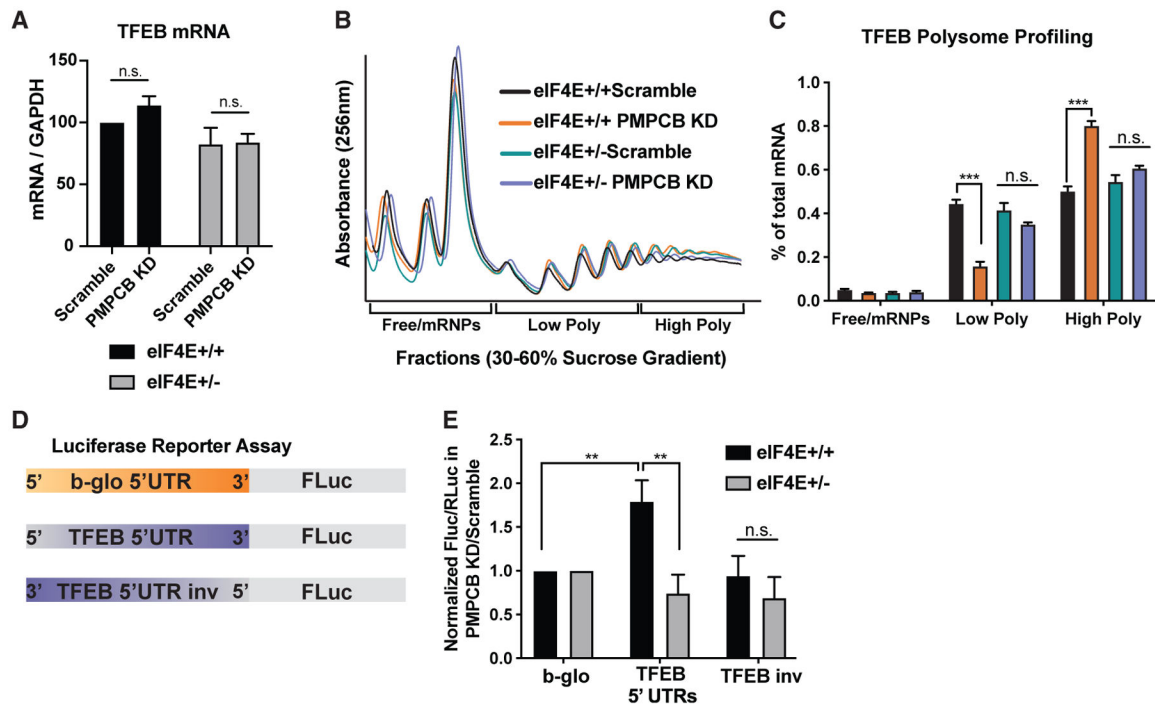 A
TFEB mRNA
mRNA / GAPDH
150
100
50
0
n.s.
n.s.
Scramble
PMPCB KD
Scramble
PMPCB KD
eIF4E+/+
eIF4E+/-
B
Absorbance (256nm)
eIF4E+/+Scramble
eIF4E+/+ PMPCB KD
eIF4E+/-Scramble
eIF4E+/- PMPCB KD
Free/mRNPs
Low Poly
High Poly
Fractions (30-60% Sucrose Gradient)
C
TFEB Polysome Profiling
% of total mRNA
1.0
0.8
0.6
0.4
0.2
0.0
***
n.s.
***
n.s.
Free/mRNPs
Low Poly
High Poly
D
Luciferase Reporter Assay
5’ b-glo 5’UTR 3’ FLuc
5’ TFEB 5’UTR 3’ FLuc
3’ TFEB 5’UTR inv 5’ FLuc
E
Normalized Fluc/RLuc in
PMPCB KD/Scramble
2.5
2.0
1.5
1.0
0.5
0.0
**
**
n.s.
eIF4E+/+
eIF4E+/-
b-glo
TFEB
5’ UTRs
TFEB inv